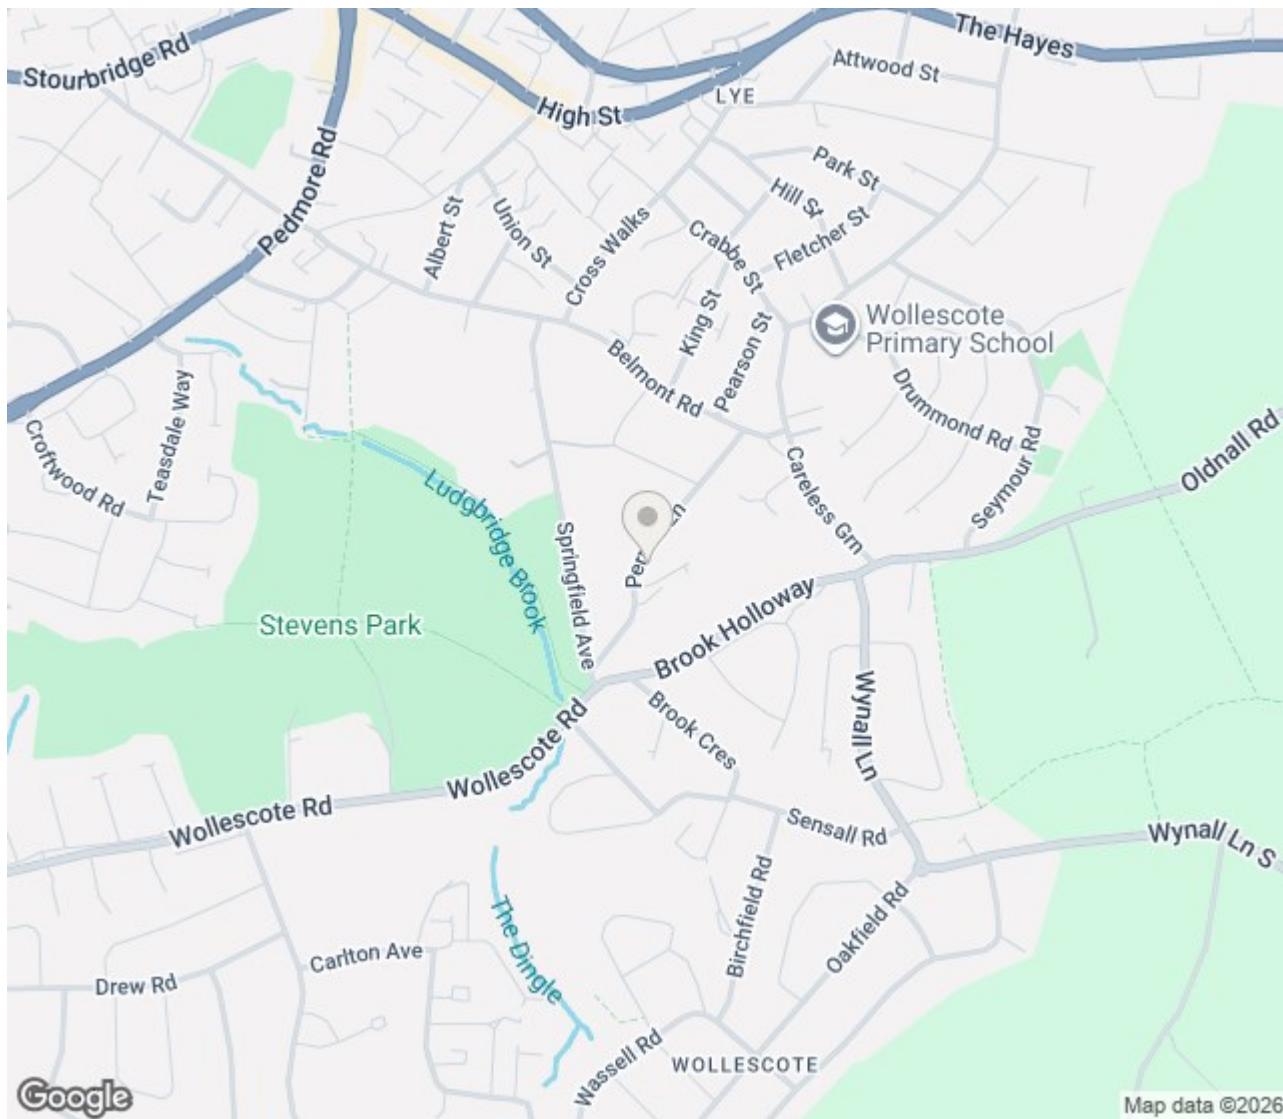 The Hayes
Stourbridge Rd
Attwood St
LYE
High St
Pedmore Rd
Park St
Hill St
Fletcher St
Albert St
Union St
Cross Walks
Crabbe St
King St
Pearson St
Wollescote
Primary School
Belmont Rd
Drummond Rd
Teasdale Way
Croftwood Rd
Seymour Rd
Oldnall Rd
Careless Grn
Ludgbridge Brook
Springfield Ave
Stevens Park
Brook Holloway
Wynall Ln
Brook Cres
Wollescote Rd
Wollescote Rd
Sensall Rd
Wynall Ln S
Birchfield Rd
Oakfield Rd
The Dingle
Carlton Ave
Drew Rd
Wassell Rd
WOLLESCOTE
Google
Map data ©2026